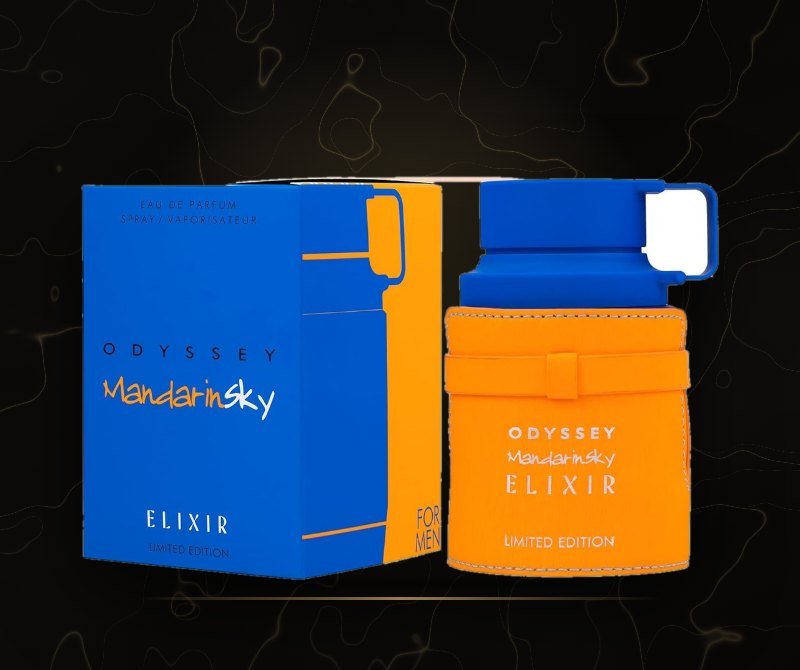 EAU DE PARFUM
SPRAY / VAPORISATEUR
ODYSSEY
MandarinSky
ELIXIR
LIMITED EDITION
FOR
MEN
ODYSSEY
MandarinSky
ELIXIR
LIMITED EDITION